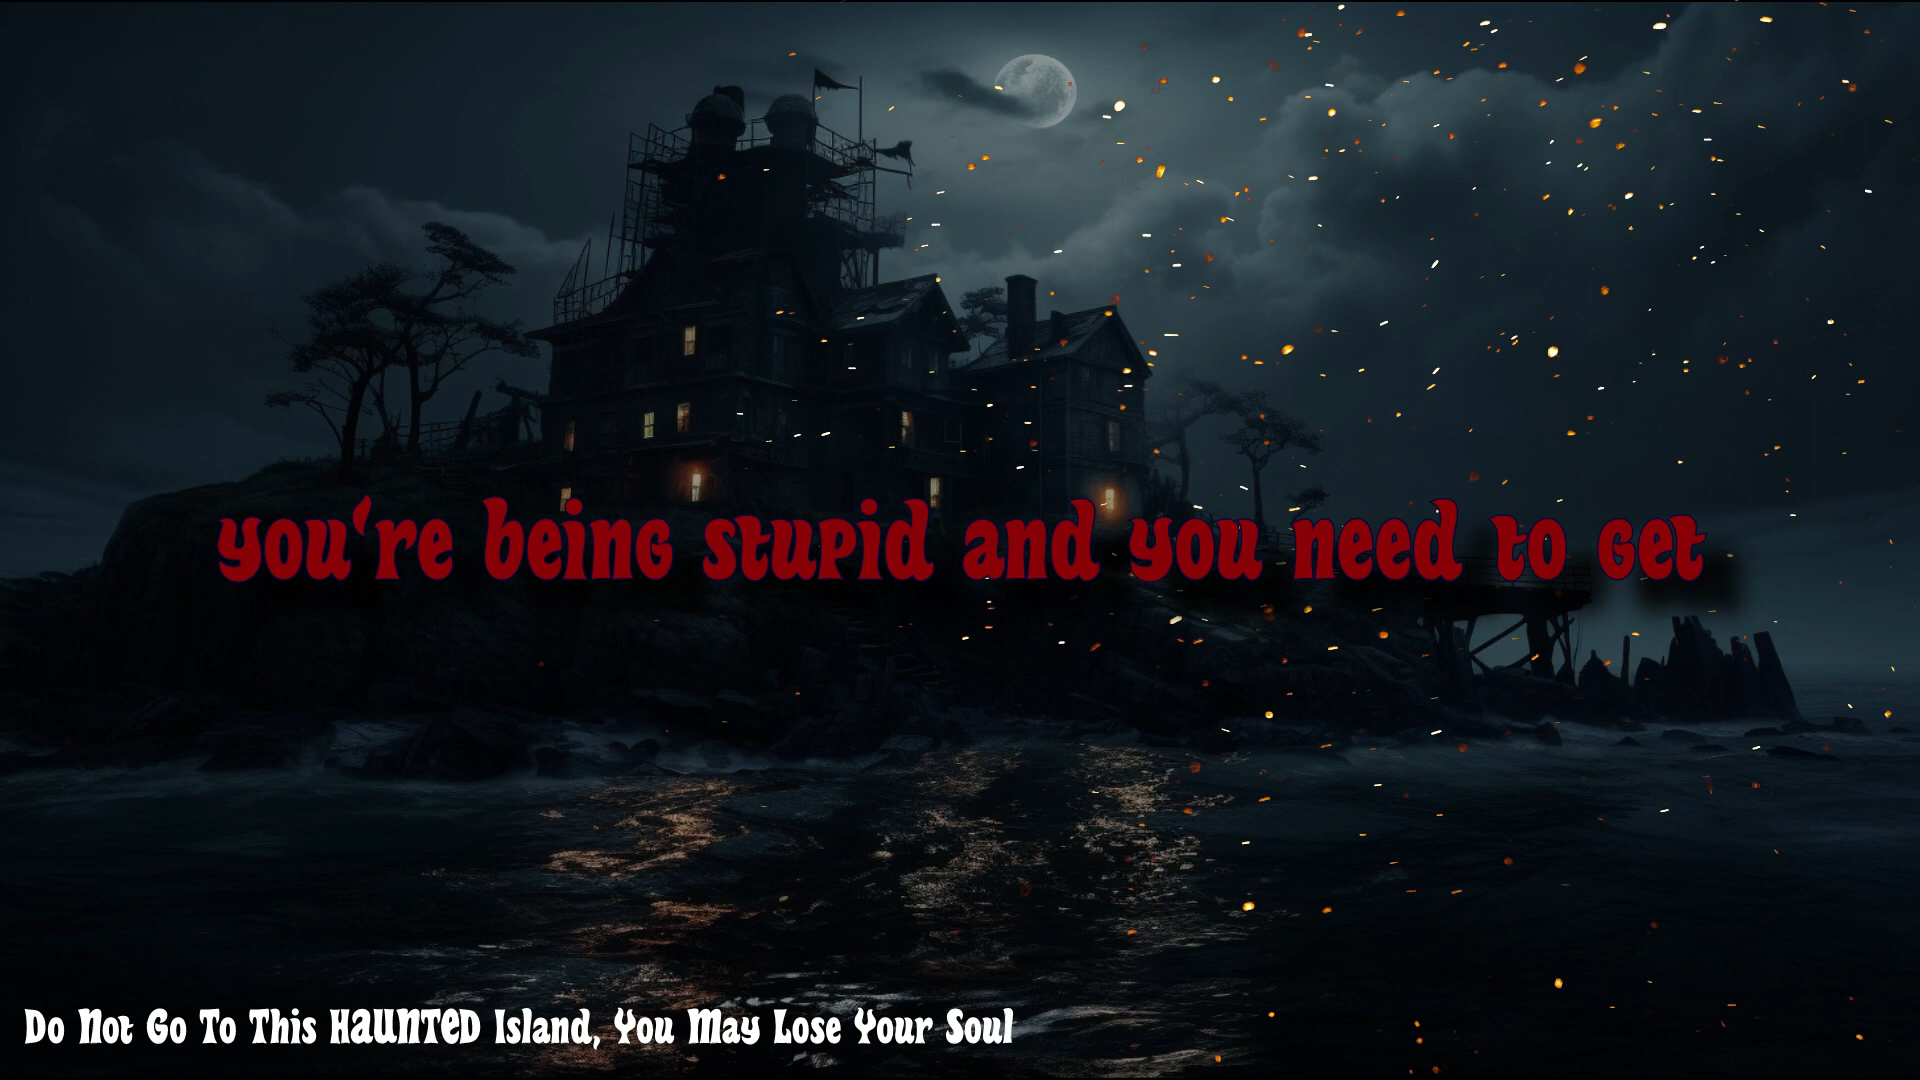 you're being stupid and you need to get
Do Not Go To This Haunted Island, You May Lose Your Soul